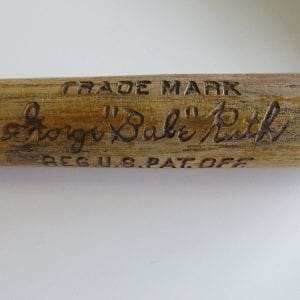 TRADE MARK
George "Babe" Ruth
REG. U.S. PAT. OFF.